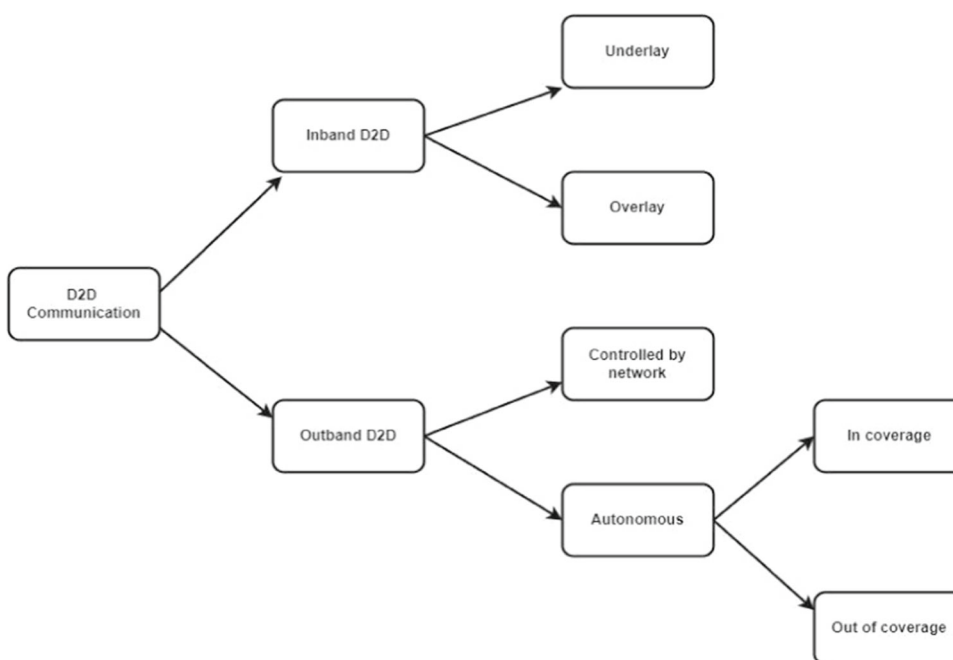 Underlay
Inband D2D
Overlay
D2D
Communication
Controlled by
network
Outband D2D
In coverage
Autonomous
Out of coverage